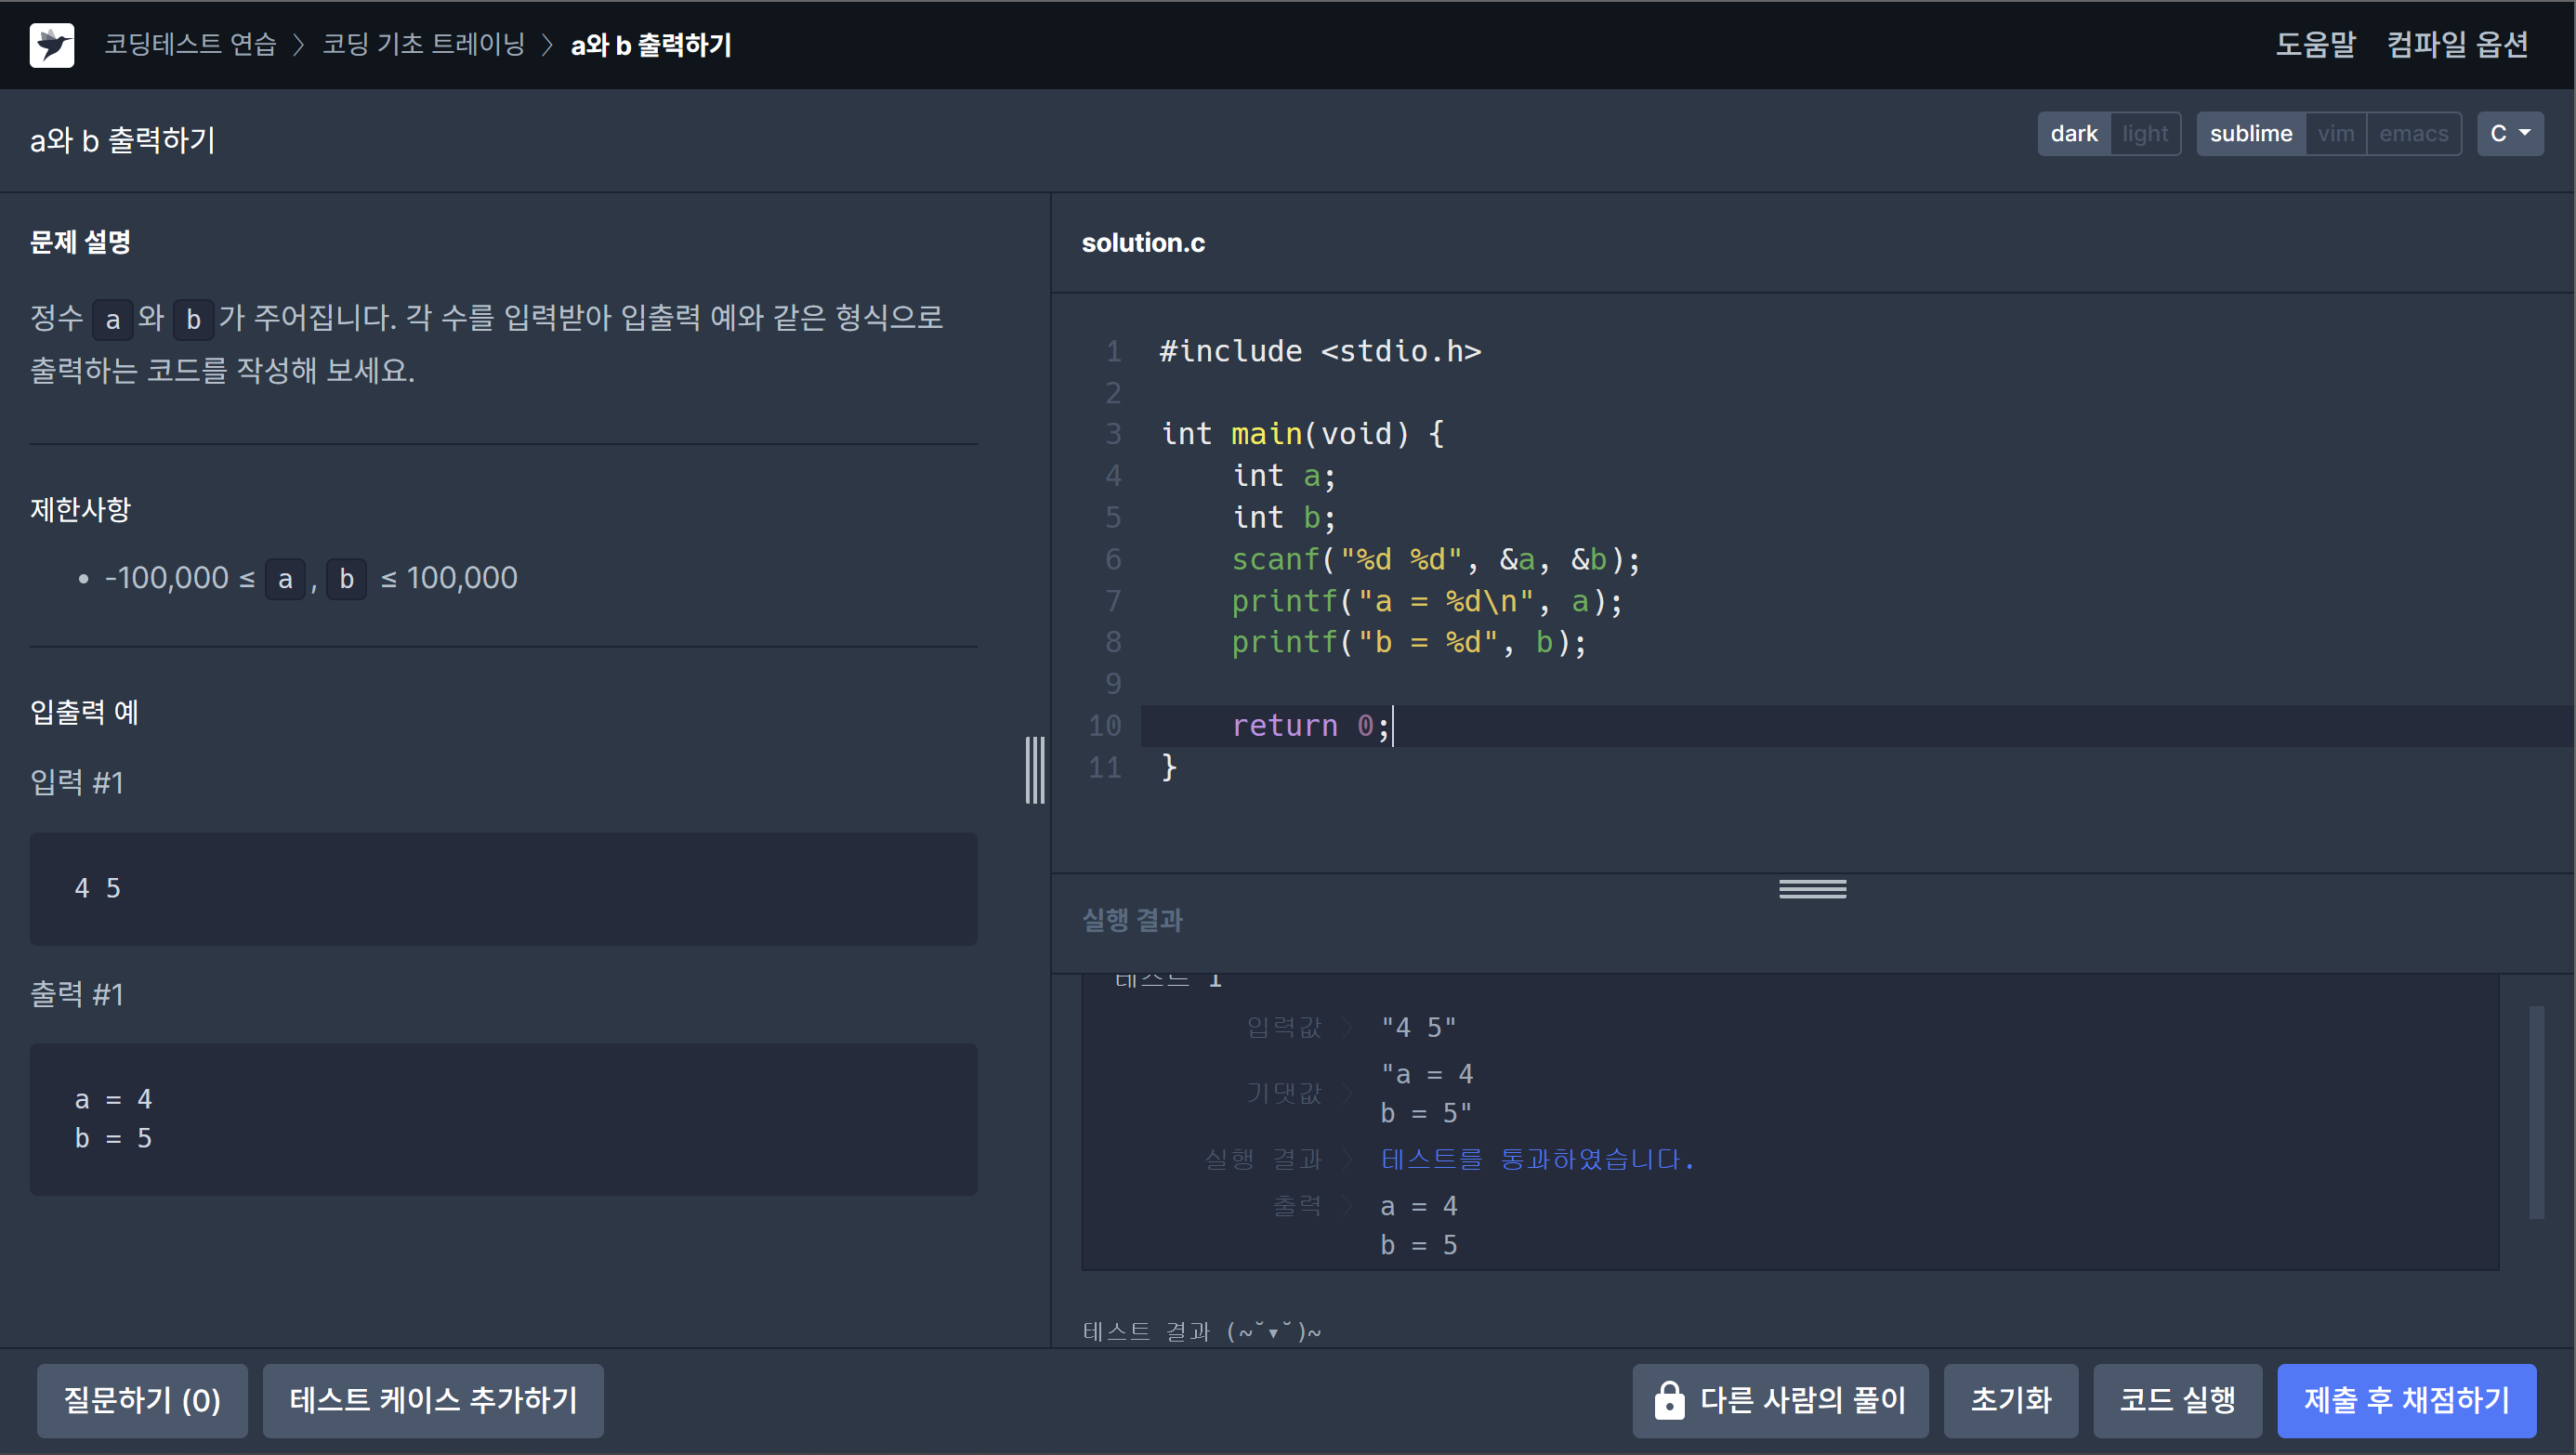 코딩테스트 연습 > 코딩 기초 트레이닝 > a와 b 출력하기
도움말 컴파일 옵션
a와 b 출력하기
dark light sublime vim emacs C
문제 설명
정수 a 와 b 가 주어집니다. 각 수를 입력받아 입출력 예와 같은 형식으로
출력하는 코드를 작성해 보세요.
제한사항
• -100,000 ≤ a , b ≤ 100,000
입출력 예
입력 #1
4 5
출력 #1
a = 4
b = 5
solution.c
1 #include <stdio.h>
2
3 int main(void) {
4     int a;
5     int b;
6     scanf("%d %d", &a, &b);
7     printf("a = %d\n", a);
8     printf("b = %d", b);
9
10     return 0;
11 }
실행 결과
테스트 1
입력값 > "4 5"
기댓값 > "a = 4
b = 5"
실행 결과 > 테스트를 통과하였습니다.
출력 > a = 4
b = 5
테스트 결과 (~˘▾˘)~
질문하기 (0) 테스트 케이스 추가하기 다른 사람의 풀이 초기화 코드 실행 제출 후 채점하기